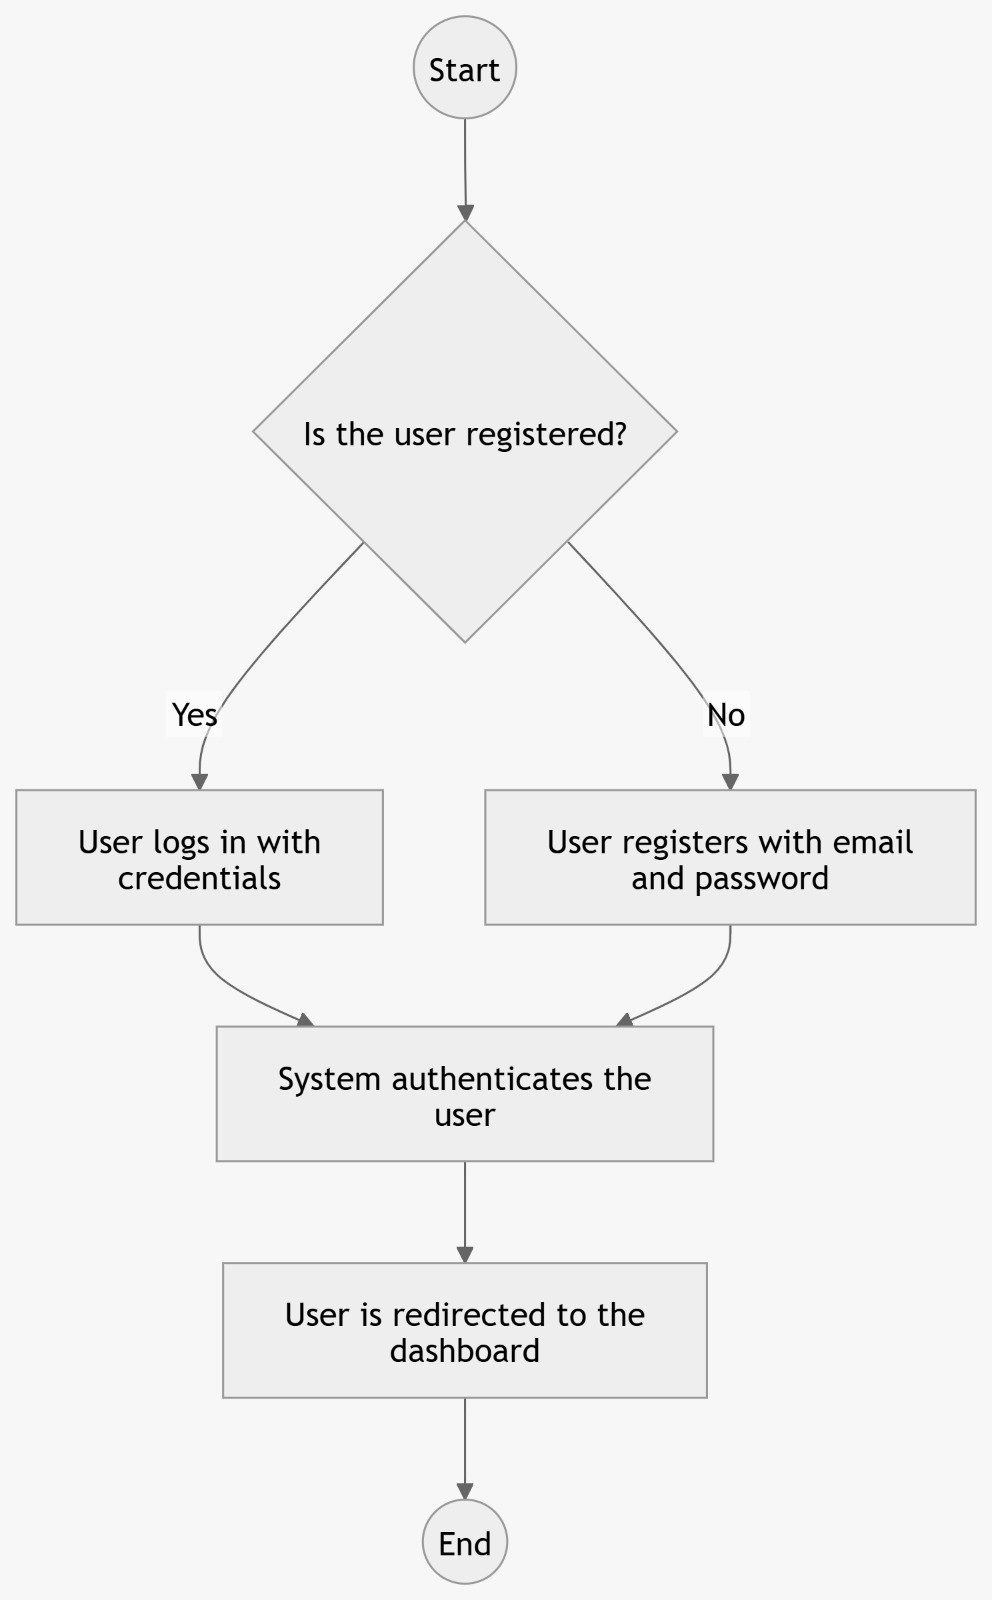 Start
Is the user registered?
Yes
No
User logs in with
credentials
User registers with email
and password
System authenticates the
user
User is redirected to the
dashboard
End